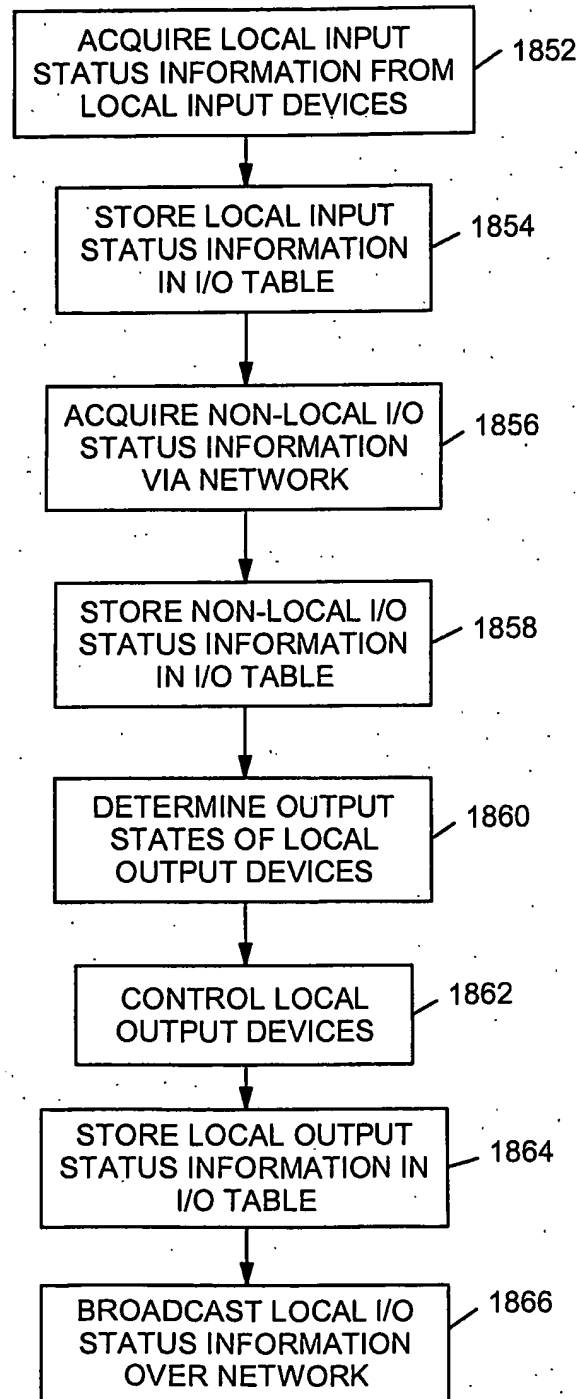 ACQUIRE LOCAL INPUT
STATUS INFORMATION FROM
LOCAL INPUT DEVICES
1852
STORE LOCAL INPUT
STATUS INFORMATION
IN I/O TABLE
1854
ACQUIRE NON-LOCAL I/O
STATUS INFORMATION
VIA NETWORK
1856
STORE NON-LOCAL I/O
STATUS INFORMATION
IN I/O TABLE
1858
DETERMINE OUTPUT
STATES OF LOCAL
OUTPUT DEVICES
1860
CONTROL LOCAL
OUTPUT DEVICES
1862
STORE LOCAL OUTPUT
STATUS INFORMATION IN
I/O TABLE
1864
BROADCAST LOCAL I/O
STATUS INFORMATION
OVER NETWORK
1866